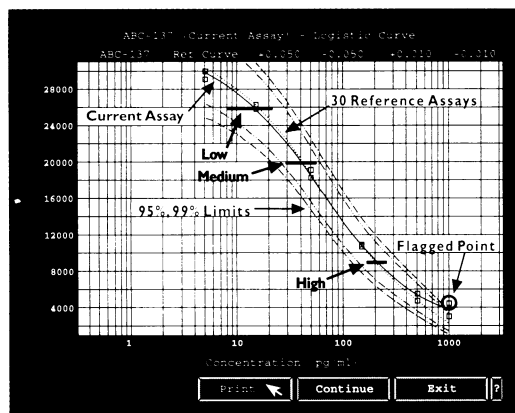 ABC-137 (Current Assay) - Logistic Curve
ABC-137 Ref Curve +0.050 -0.050 +0.010 -0.010
28000
24000
20000
16000
12000
8000
4000
Current Assay
30 Reference Assays
Low
Medium
95%, 99% Limits
Flagged Point
High
1 10 100 1000
Concentration pg ml
Print Continue Exit ?